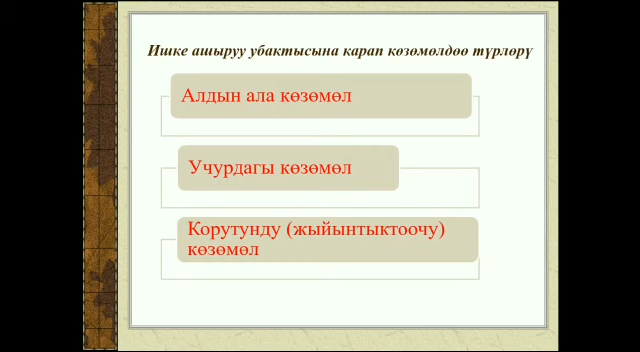 Ишке ашыруу убактысына карап көзөмөлдөө түрлөрү
Алдын ала көзөмөл
Учурдагы көзөмөл
Корутунду (жыйынтыктоочу)
көзөмөл